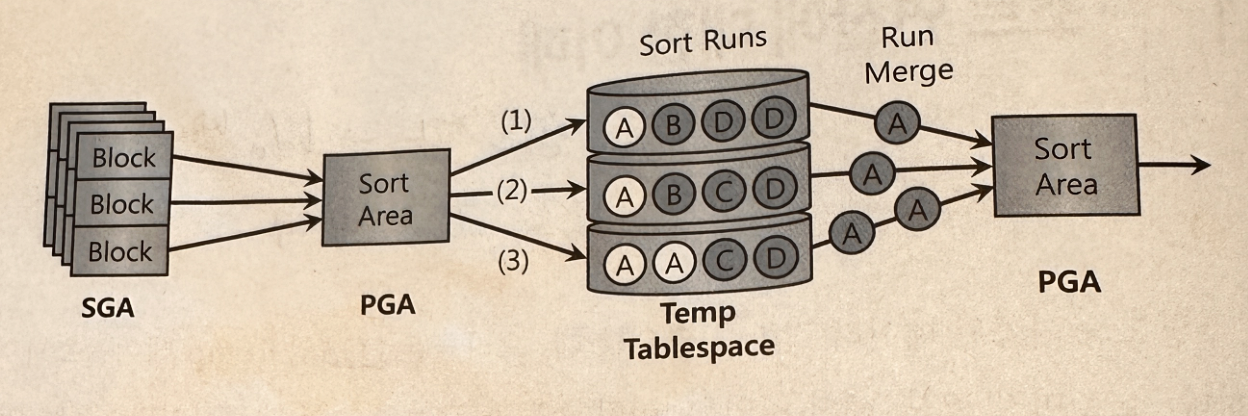 Sort Runs
Run
Merge
Block
Block
Block
SGA
Sort
Area
PGA
(1)
(2)
(3)
A B D D
A B C D
A A C D
Temp
Tablespace
A
A
A A
Sort
Area
PGA